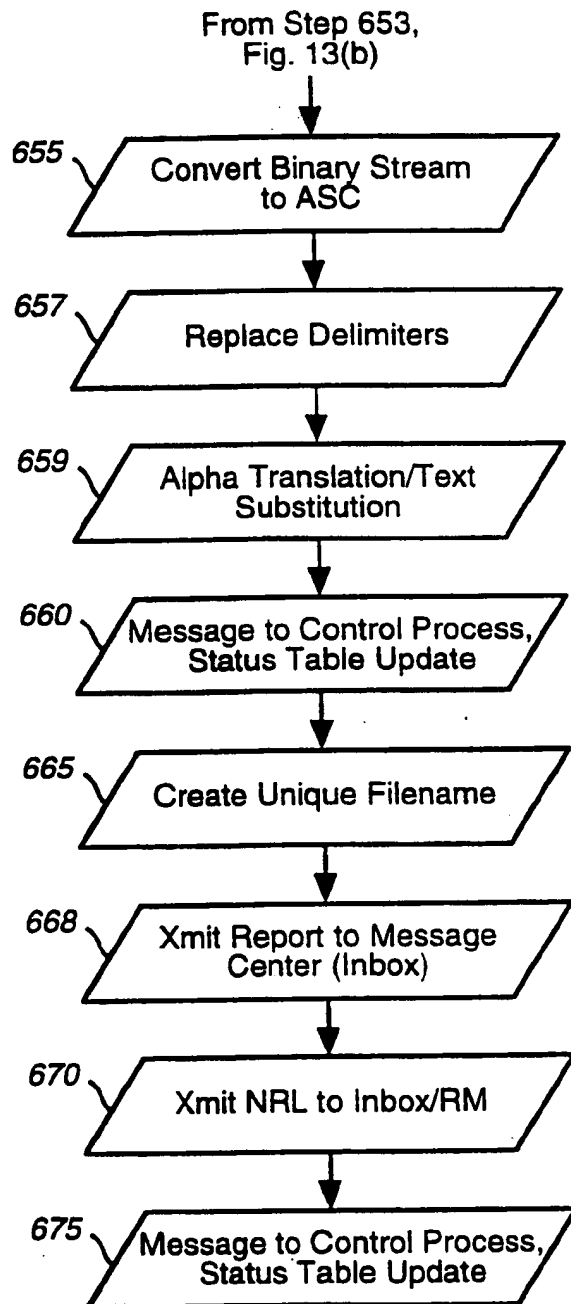 From Step 653,
Fig. 13(b)
655
Convert Binary Stream
to ASC
657
Replace Delimiters
659
Alpha Translation/Text
Substitution
660
Message to Control Process,
Status Table Update
665
Create Unique Filename
668
Xmit Report to Message
Center (Inbox)
670
Xmit NRL to Inbox/RM
675
Message to Control Process,
Status Table Update